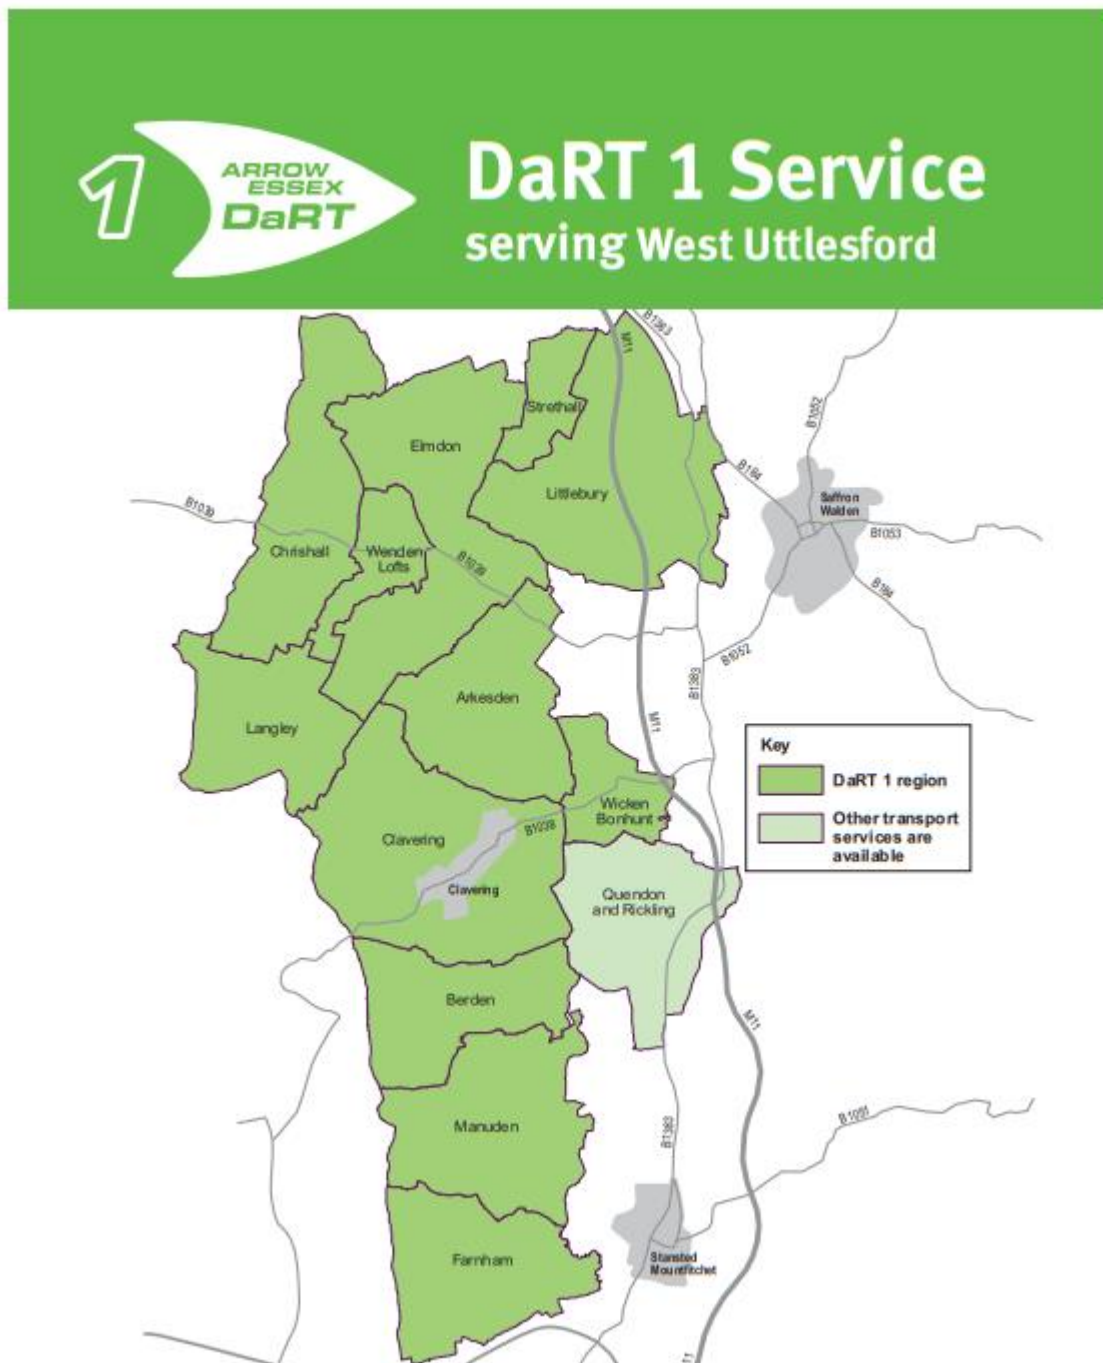 1
ARROW
ESSEX
DaRT
DaRT 1 Service
serving West Uttlesford
B1383
M11
Strethall
B1052
Elmdon
B184
Littlebury
Saffron
Walden
B1039
B1053
Chrishall
Wenden
Lofts
B1039
B184
B1052
B1383
Arkesden
Langley
M11
Key
DaRT 1 region
Other transport
services are
available
Wicken
Bonhunt
B1038
Clavering
Clavering
Quendon
and Rickling
Berden
M11
B1051
Manuden
B1383
Farnham
Stansted
Mountfitchet